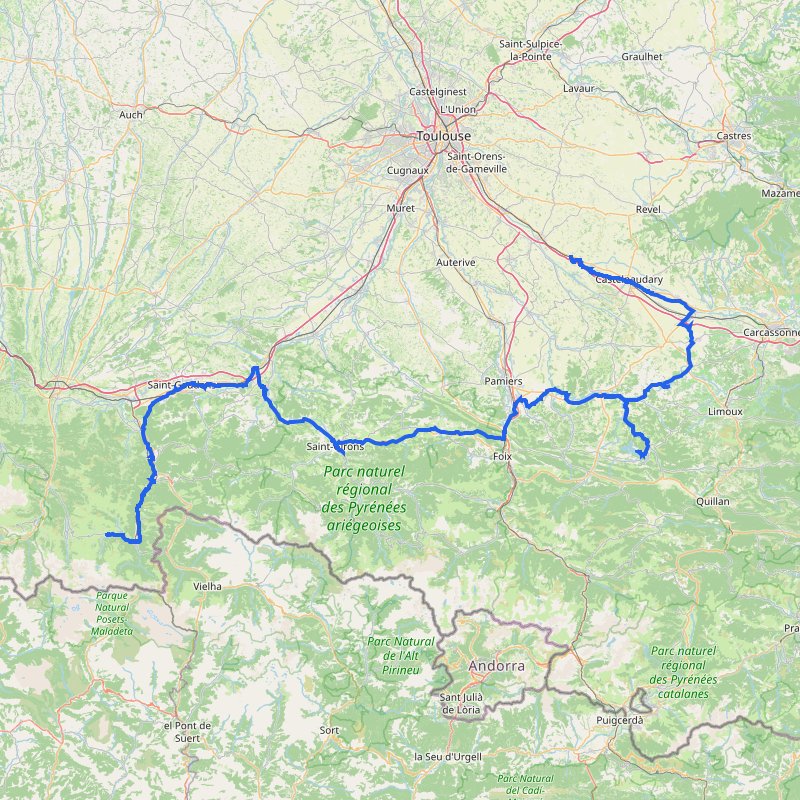 Saint-Sulpice-
la-Pointe
Graulhet
Castelginest
Lavaur
L'Union
Auch
Toulouse
Castres
Saint-Orens-
de-Gameville
Cugnaux
Mazamet
Muret
Revel
Auterive
Castelnaudary
Carcassonne
Pamiers
Limoux
Foix
Parc naturel
régional
des Pyrénées
ariégeoises
Quillan
Vielha
Parque
Natural
Posets-
Maladeta
Parc Natural
de l'Alt
Pirineu
Andorra
Parc naturel
régional
des Pyrénées
catalanes
Sant Julià
de Lòria
el Pont de
Suert
Sort
Puigcerdà
la Seu d'Urgell
Parc Natural
del Cadí-